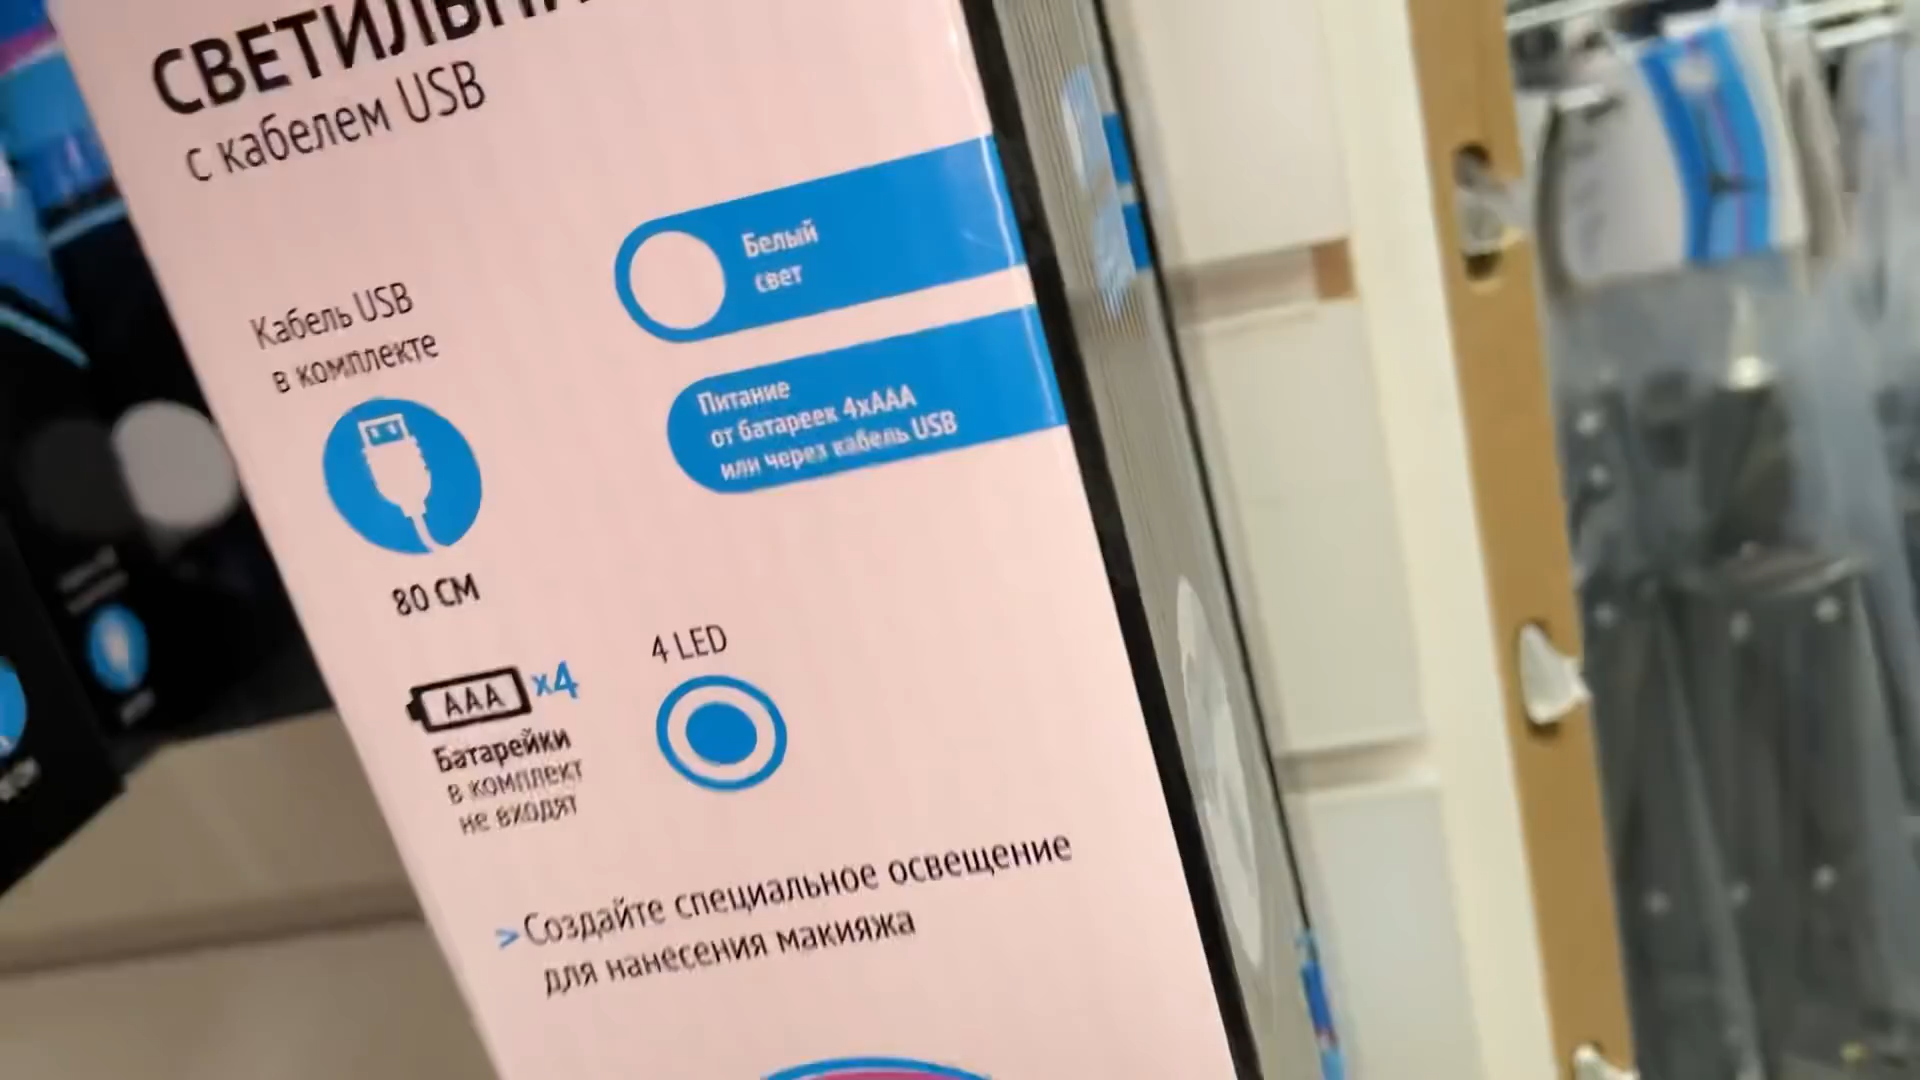 СВЕТИЛЬН
с кабелем USB
Белый
свет
Кабель USB
в комплекте
Питание
от батареек 4xAAA
или через кабель USB
80 СМ
4 LED
AAA x4
Батарейки
в комплект
не входят
> Создайте специальное освещение
для нанесения макияжа